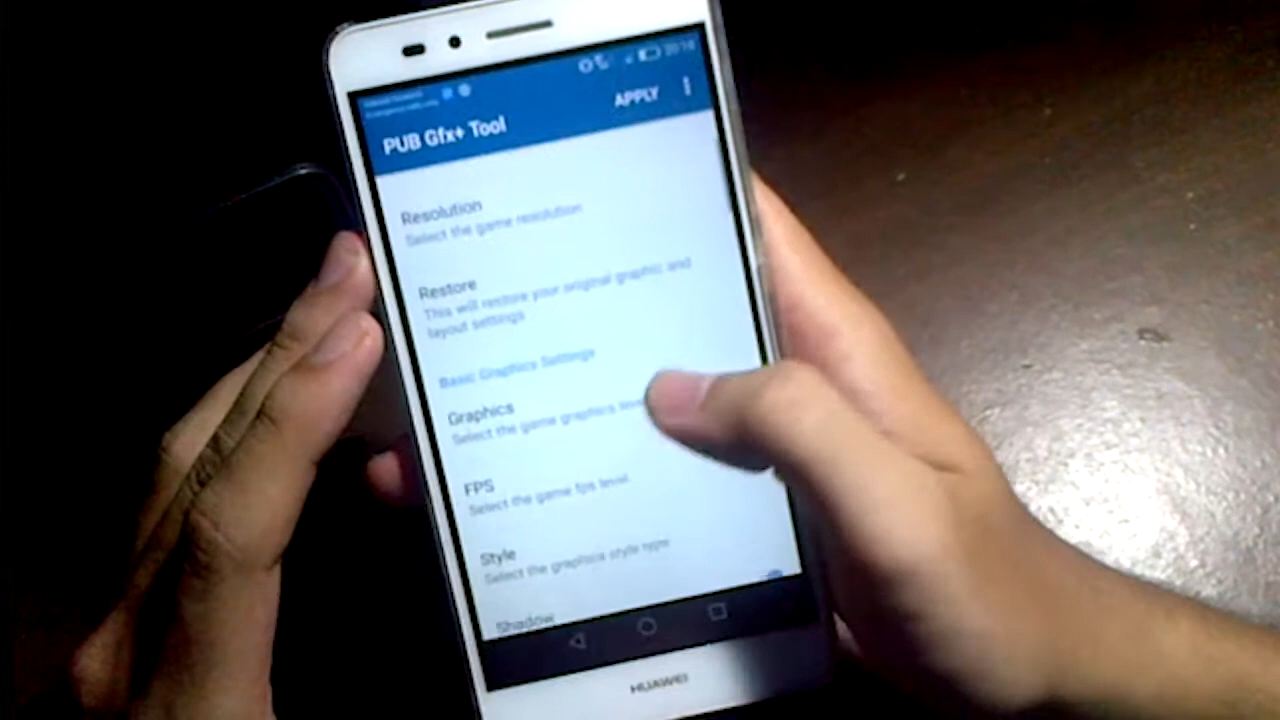 PUB Gfx+ Tool
APPLY
Resolution
Select the game resolution
Restore
This will restore your original graphic and
layout settings
Basic Graphics Settings
Graphics
Select the game graphics
FPS
Select the game fps level.
Style
Select the graphics style type
Shadow
HUAWEI